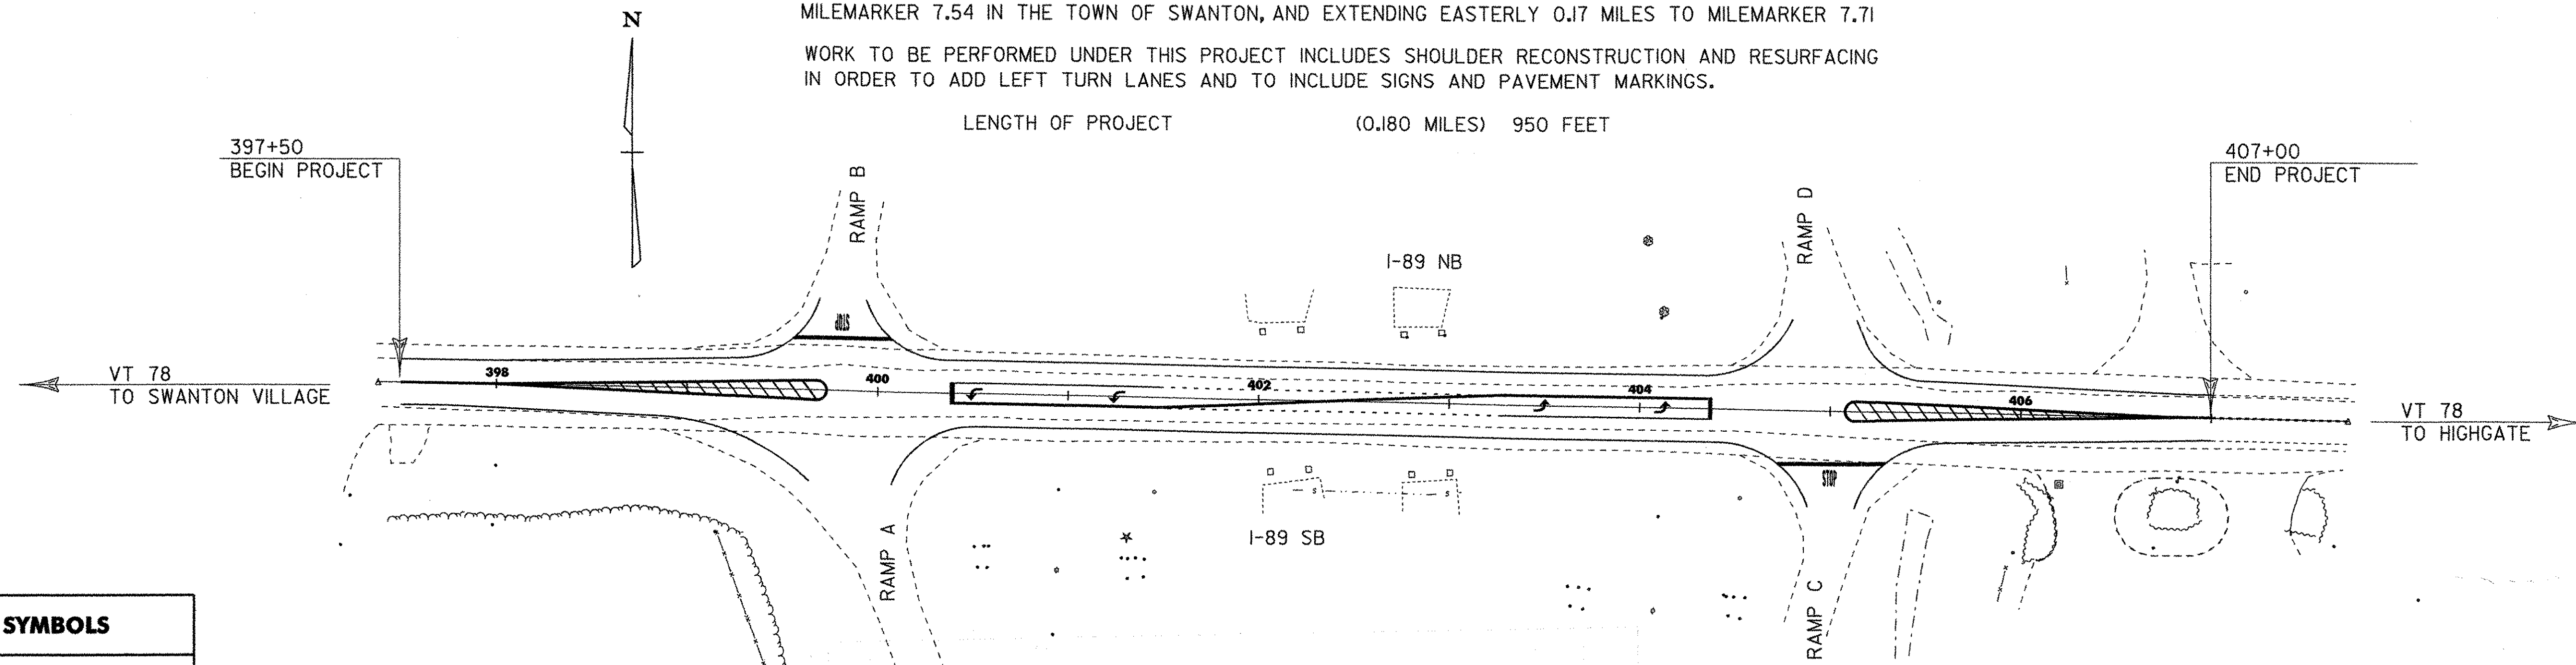 N
MILEMARKER 7.54 IN THE TOWN OF SWANTON, AND EXTENDING EASTERLY 0.17 MILES TO MILEMARKER 7.71
WORK TO BE PERFORMED UNDER THIS PROJECT INCLUDES SHOULDER RECONSTRUCTION AND RESURFACING
IN ORDER TO ADD LEFT TURN LANES AND TO INCLUDE SIGNS AND PAVEMENT MARKINGS.
LENGTH OF PROJECT (0.180 MILES) 950 FEET
397+50
BEGIN PROJECT
407+00
END PROJECT
RAMP B
RAMP D
I-89 NB
STOP
VT 78
TO SWANTON VILLAGE
398
400
402
404
406
VT 78
TO HIGHGATE
STOP
S
S
I-89 SB
RAMP A
RAMP C
SYMBOLS